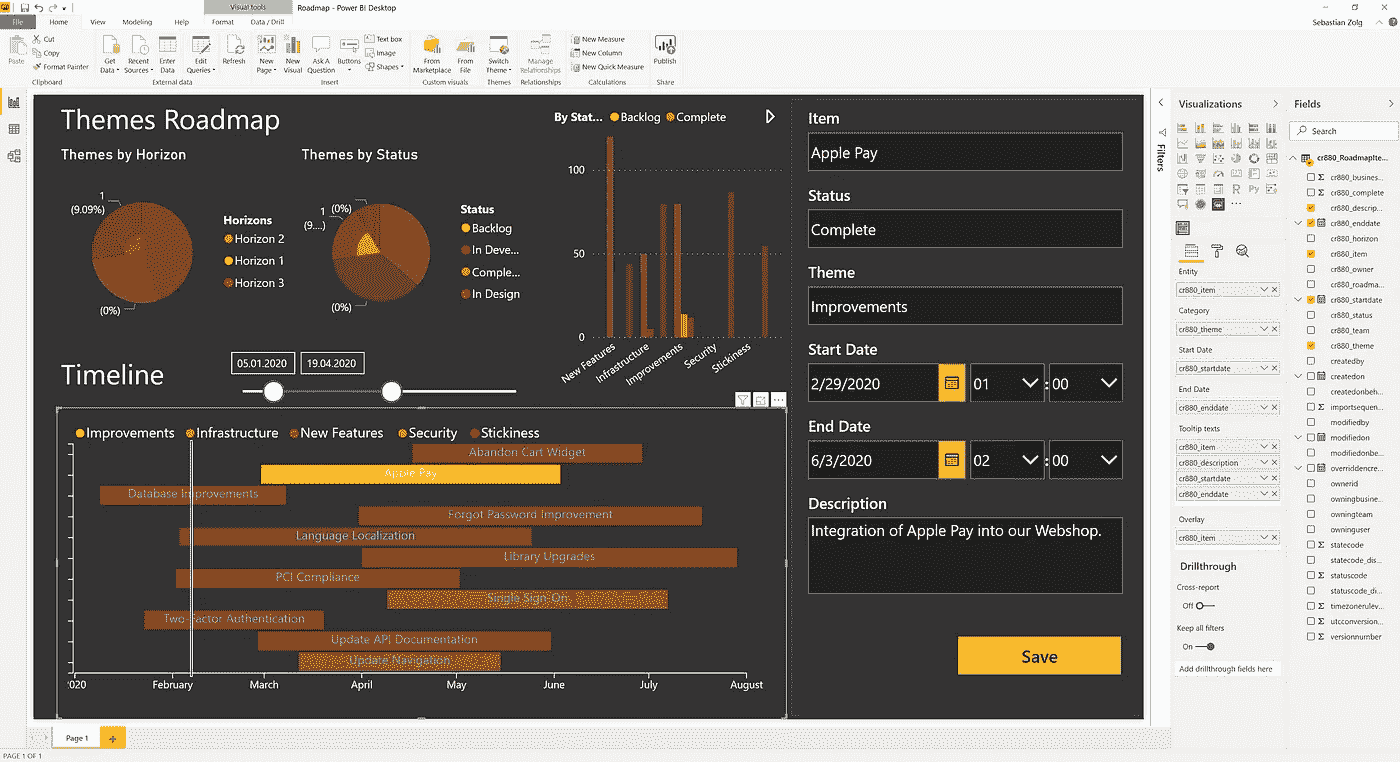 Visual tools
Roadmap - Power BI Desktop
Sebastian Zolg
File Home View Modeling Help Format Data / Drill
Paste
Cut
Copy
Format Painter
Clipboard
Get Data
Recent Sources
Enter Data
Edit Queries
Refresh
External data
New Page
New Visual
Ask A Question
Buttons
Text box
Image
Shapes
Insert
From Marketplace
From File
Custom visuals
Switch Theme
Themes
Manage Relationships
Relationships
New Measure
New Column
New Quick Measure
Calculations
Publish
Share
Themes Roadmap
Themes by Horizon
1
(9.09%)
(0%)
Horizons
Horizon 2
Horizon 1
Horizon 3
Themes by Status
(0%)
1
(9....)
(0%)
Status
Backlog
In Deve...
Comple...
In Design
By Stat... Backlog Complete
100
50
0
New Features
Infrastructure
Improvements
Security
Stickiness
Timeline
05.01.2020 19.04.2020
Improvements Infrastructure New Features Security Stickiness
Abandon Cart Widget
Apple Pay
Database Improvements
Forgot Password Improvement
Language Localization
Library Upgrades
PCI Compliance
Single Sign-On
Two-Factor Authentication
Update API Documentation
Update Navigation
2020 February March April May June July August
Item
Apple Pay
Status
Complete
Theme
Improvements
Start Date
2/29/2020 01 : 00
End Date
6/3/2020 02 : 00
Description
Integration of Apple Pay into our Webshop.
Save
Filters
Visualizations
R Py
Entity
cr880_item
Category
cr880_theme
Start Date
cr880_startdate
End Date
cr880_enddate
Tooltip texts
cr880_item
cr880_description
cr880_startdate
cr880_enddate
Overlay
cr880_item
Drillthrough
Cross-report
Off
Keep all filters
On
Add drillthrough fields here
Fields
Search
cr880_RoadmapIte...
cr880_busines...
cr880_complete
cr880_descrip...
cr880_enddate
cr880_horizon
cr880_item
cr880_owner
cr880_roadma...
cr880_startdate
cr880_status
cr880_team
cr880_theme
createdby
createdon
createdonbeh...
importsequen...
modifiedby
modifiedon
modifiedonbe...
overriddencre...
ownerid
owningbusine...
owningteam
owninguser
statecode
statecode_dis...
statuscode
statuscode_di...
timezonerulev...
utcconversion...
versionnumber
Page 1
PAGE 1 OF 1